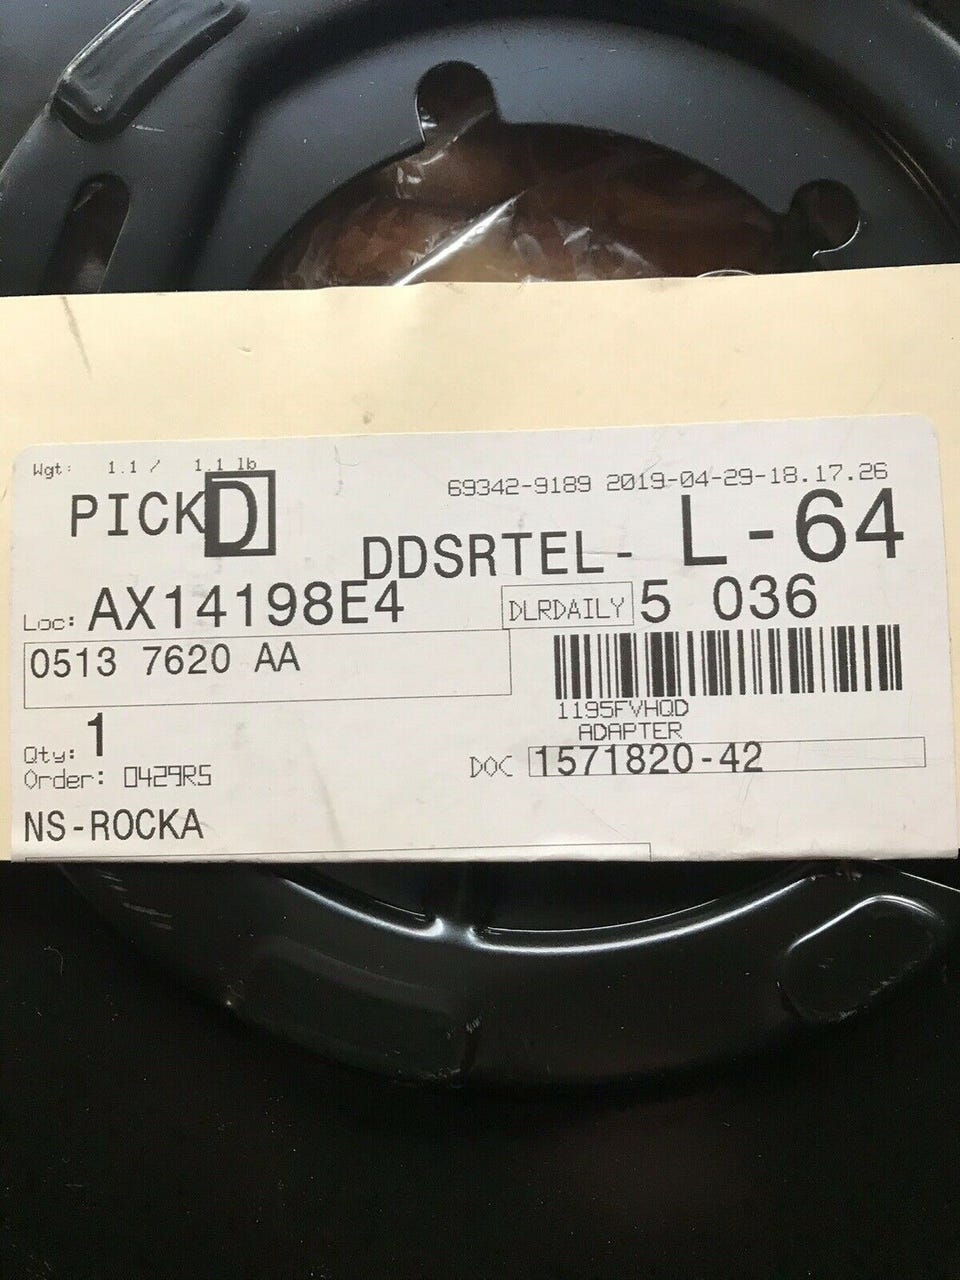 Wgt: 1.1 / 1.1 lb
69342-9189 2019-04-29-18.17.26
PICK D
DDSRTEL- L-64
Loc: AX14198E4
DLRDAILY 5 036
0513 7620 AA
1195FVHQD
ADAPTER
Qty: 1
DOC 1571820-42
Order: 0429RS
NS-ROCKA